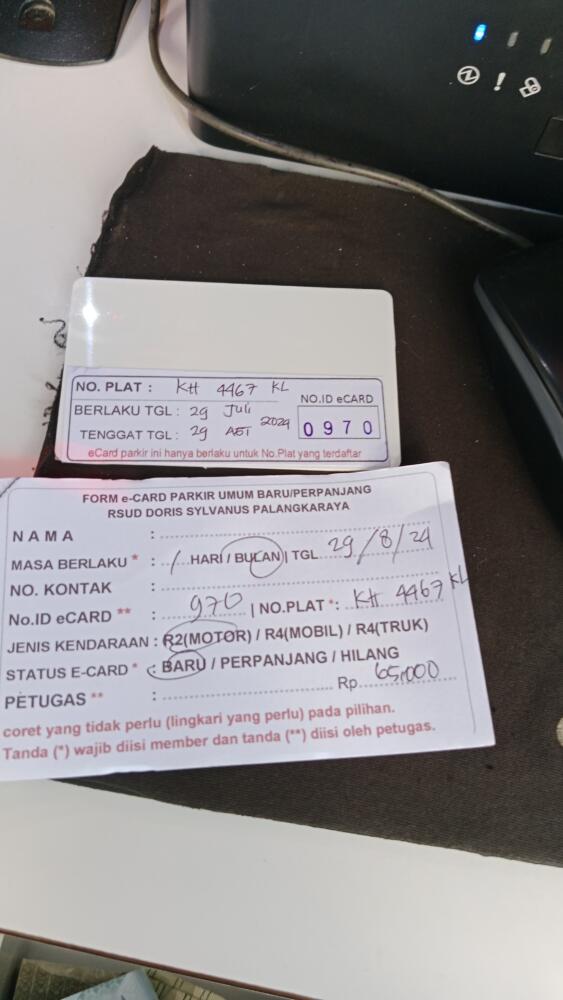 NO. PLAT : KH 4467 KL
NO.ID eCARD
BERLAKU TGL : 29 Juli
0970
TENGGAT TGL : 29 AGT 2024
eCard parkir ini hanya berlaku untuk No.Plat yang terdaftar
FORM e-CARD PARKIR UMUM BARU/PERPANJANG
RSUD DORIS SYLVANUS PALANGKARAYA
NAMA :
MASA BERLAKU * : 1 HARI / BULAN | TGL 29/8/24
NO. KONTAK :
No.ID eCARD ** : 970 | NO.PLAT *: KH 4467 KL
JENIS KENDARAAN : R2(MOTOR) / R4(MOBIL) / R4(TRUK)
STATUS E-CARD * : BARU / PERPANJANG / HILANG
PETUGAS ** : Rp. 65,000
coret yang tidak perlu (lingkari yang perlu) pada pilihan.
Tanda (*) wajib diisi member dan tanda (**) diisi oleh petugas.